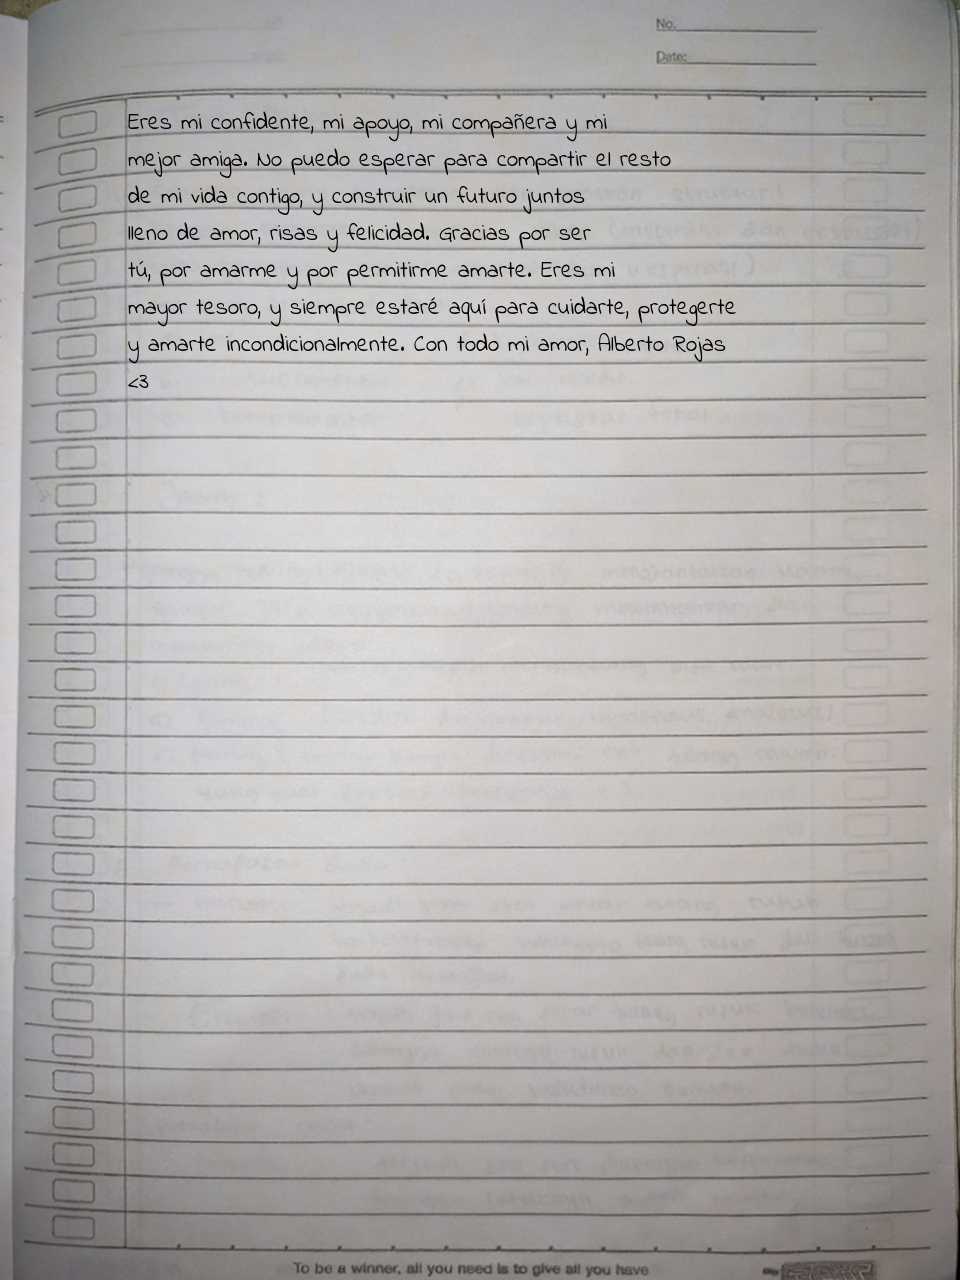 No.
Date:
Eres mi confidente, mi apoyo, mi compañera y mi
mejor amiga. No puedo esperar para compartir el resto
de mi vida contigo, y construir un futuro juntos
lleno de amor, risas y felicidad. Gracias por ser
tú, por amarme y por permitirme amarte. Eres mi
mayor tesoro, y siempre estaré aquí para cuidarte, protegerte
y amarte incondicionalmente. Con todo mi amor, Alberto Rojas
<3
To be a winner, all you need is to give all you have